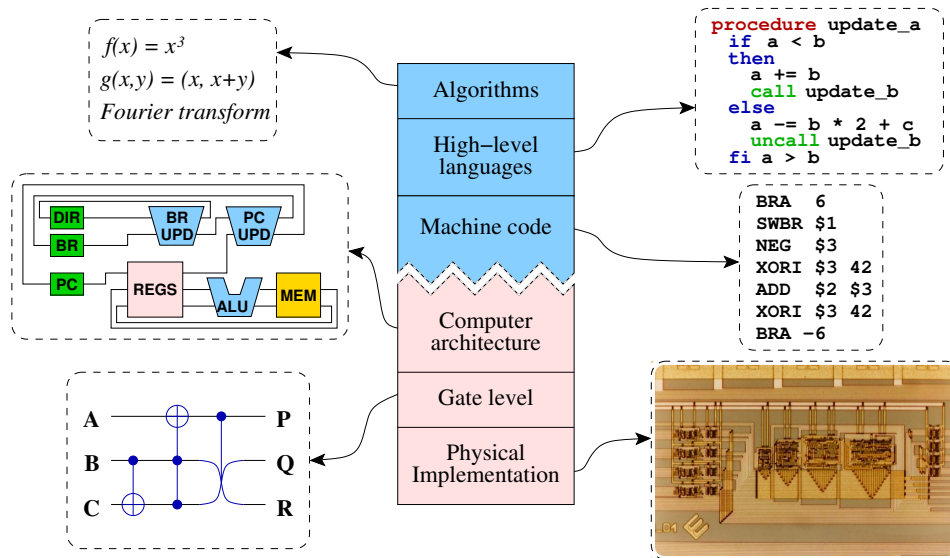 f(x) = x³
g(x,y) = (x, x+y)
Fourier transform
Algorithms
High−level
languages
Machine code
Computer
architecture
Gate level
Physical
Implementation
procedure update_a
if a < b
then
a += b
call update_b
else
a −= b * 2 + c
uncall update_b
fi a > b
BRA 6
SWBR $1
NEG $3
XORI $3 42
ADD $2 $3
XORI $3 42
BRA −6
DIR
BR
PC
BR
UPD
PC
UPD
REGS
ALU
MEM
A
B
C
P
Q
R